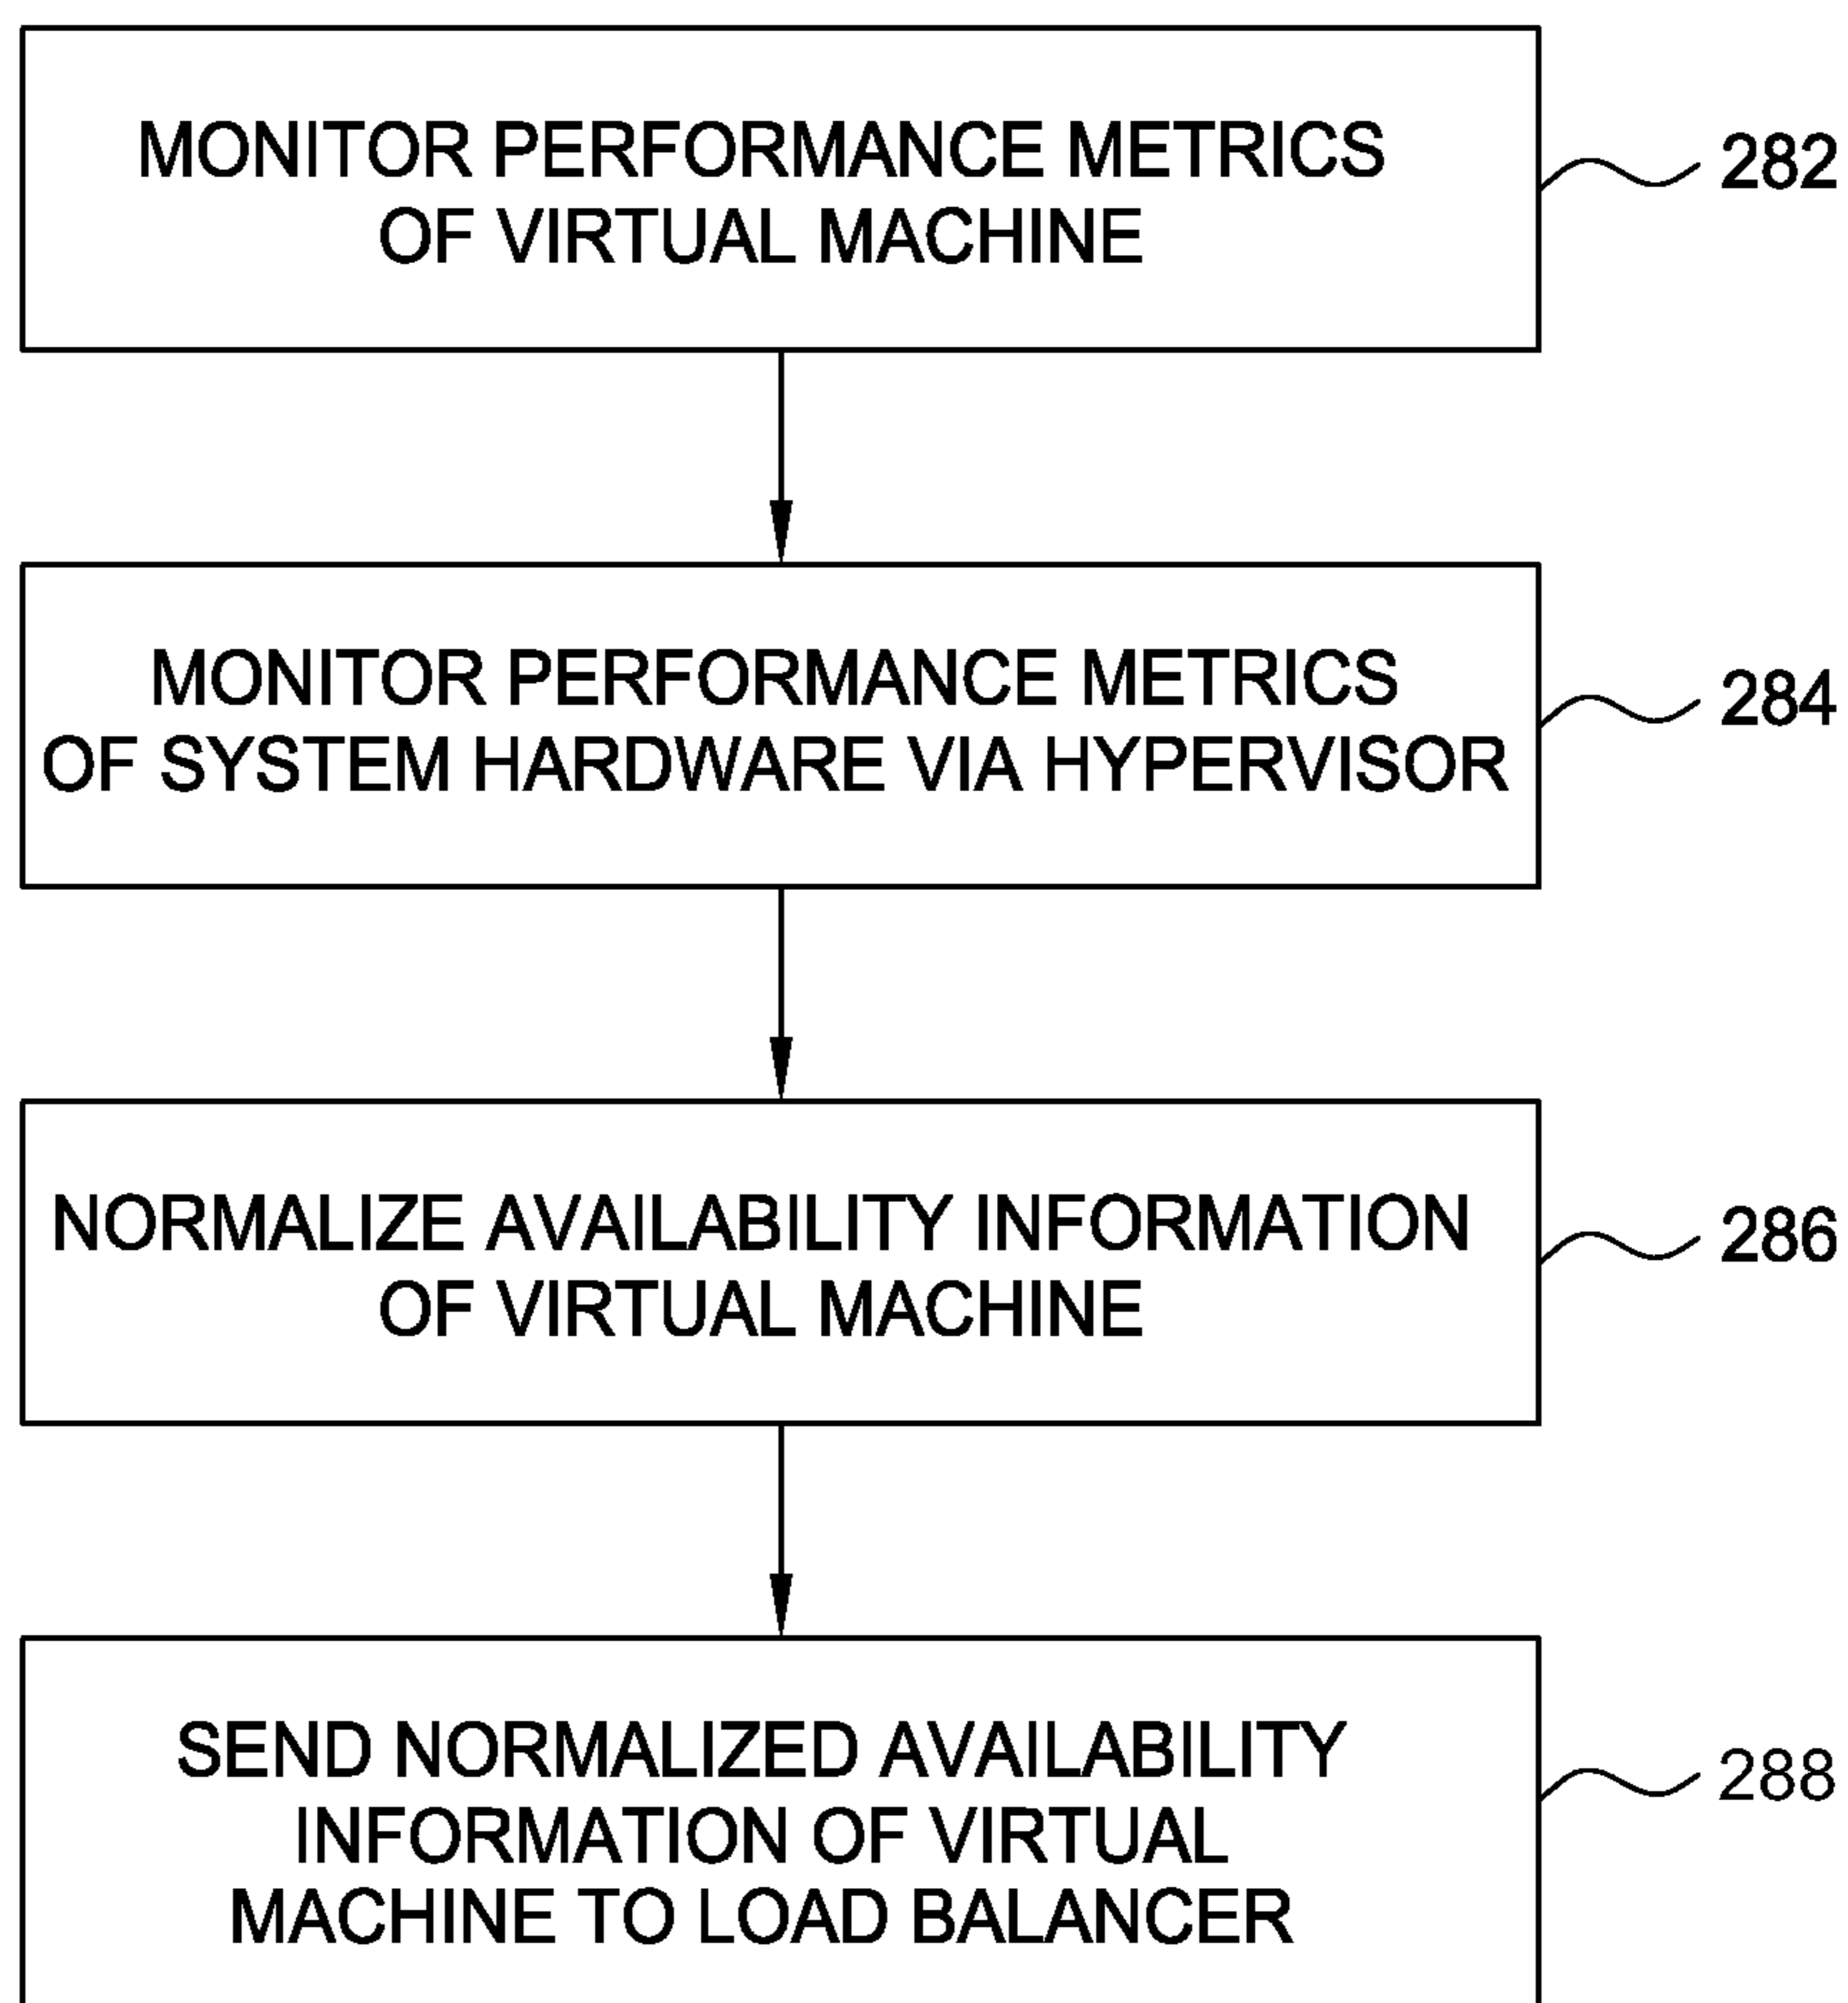 MONITOR PERFORMANCE METRICS
OF VIRTUAL MACHINE
282
MONITOR PERFORMANCE METRICS
OF SYSTEM HARDWARE VIA HYPERVISOR
284
NORMALIZE AVAILABILITY INFORMATION
OF VIRTUAL MACHINE
286
SEND NORMALIZED AVAILABILITY
INFORMATION OF VIRTUAL
MACHINE TO LOAD BALANCER
288